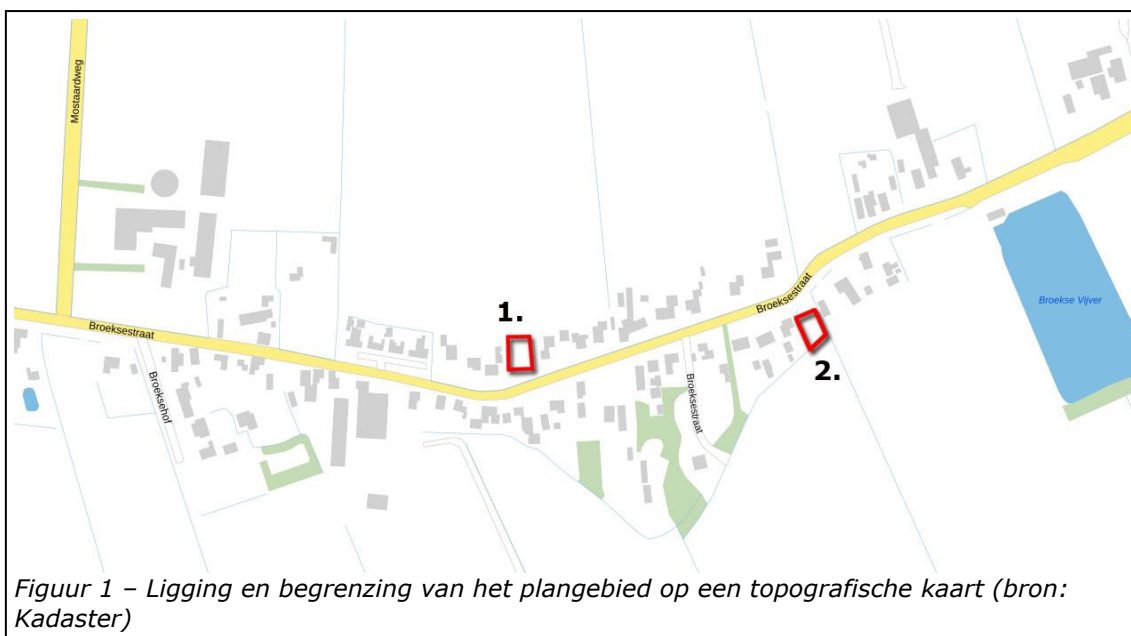 Mostaardweg
Broeksestraat
Broeksehof
1.
Broeksestraat
Broeksestraat
2.
Broekse Vijver
Figuur 1 – Ligging en begrenzing van het plangebied op een topografische kaart (bron:
Kadaster)